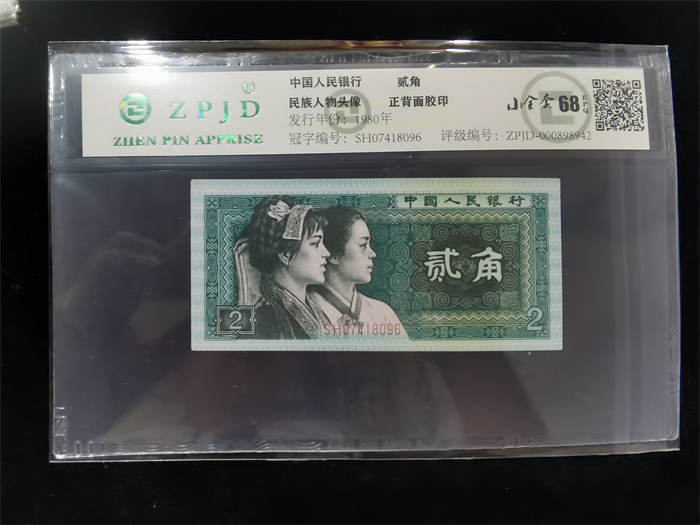 ZPJD
ZHEN PIN APPRISE
中国人民银行 贰角
民族人物头像 正背面胶印
发行年份：1980年
冠字编号：SH07418096 评级编号：ZPJD-000898942
68
EPQ
中国人民银行
贰角
2
SH07418096
2